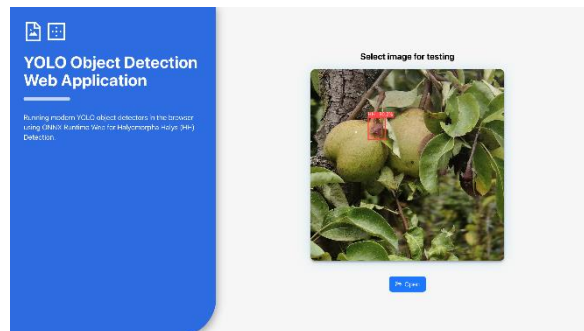 YOLO Object Detection
Web Application
Running modern YOLO object detectors in the browser
using ONNX Runtime Web for Halyomorpha Halys (HH)
Detection.
Select image for testing
Open